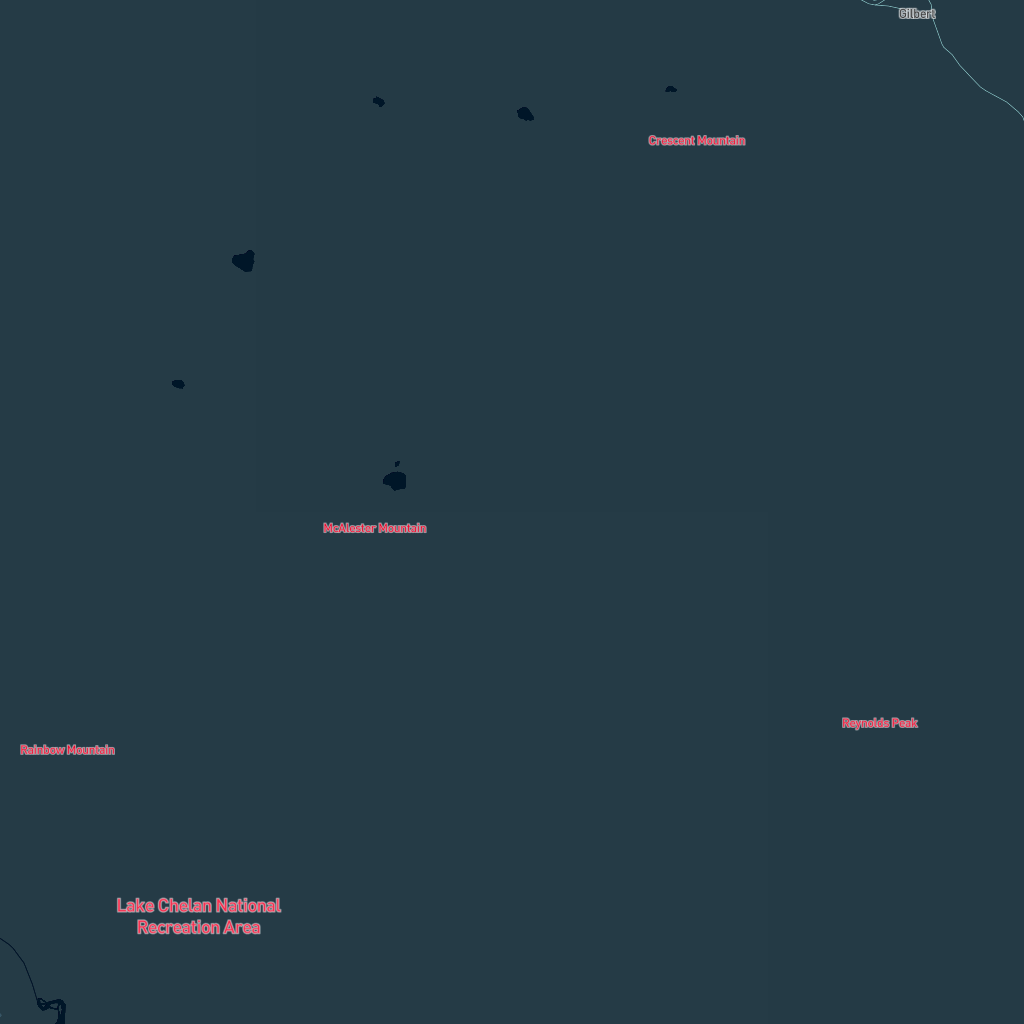 Gilbert
Crescent Mountain
McAlester Mountain
Reynolds Peak
Rainbow Mountain
Lake Chelan National
Recreation Area